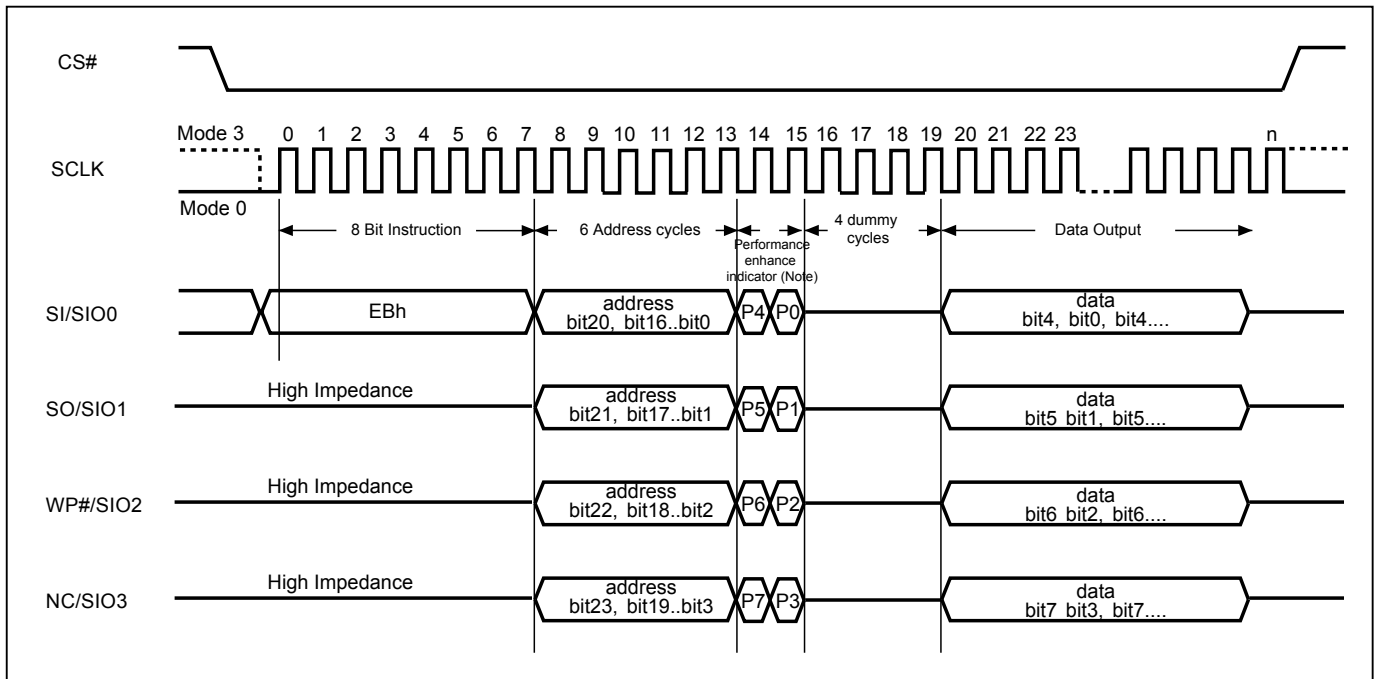 CS#
Mode 3
0 1 2 3 4 5 6 7 8 9 10 11 12 13 14 15 16 17 18 19 20 21 22 23 n
SCLK
Mode 0
8 Bit Instruction
6 Address cycles
Performance
enhance
indicator (Note)
4 dummy
cycles
Data Output
SI/SIO0
EBh
address
bit20, bit16..bit0
P4 P0
data
bit4, bit0, bit4....
SO/SIO1
High Impedance
address
bit21, bit17..bit1
P5 P1
data
bit5 bit1, bit5....
WP#/SIO2
High Impedance
address
bit22, bit18..bit2
P6 P2
data
bit6 bit2, bit6....
NC/SIO3
High Impedance
address
bit23, bit19..bit3
P7 P3
data
bit7 bit3, bit7....